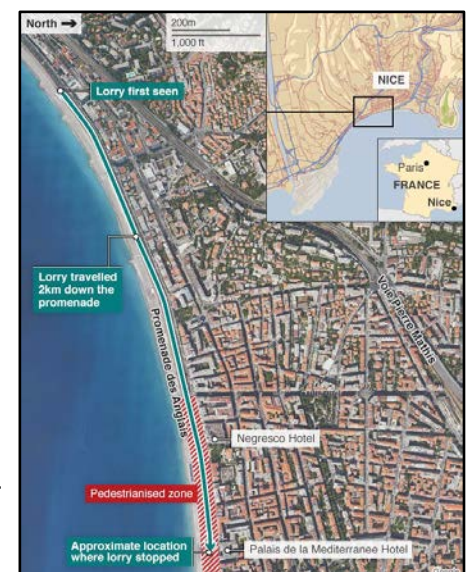 North →
200m
1,000 ft
NICE
Lorry first seen
Paris
FRANCE
Nice
Lorry travelled
2km down the
promenade
Voie Pierre Mathis
Promenade des Anglais
Negresco Hotel
Pedestrianised zone
Approximate location
where lorry stopped
Palais de la Mediterranee Hotel